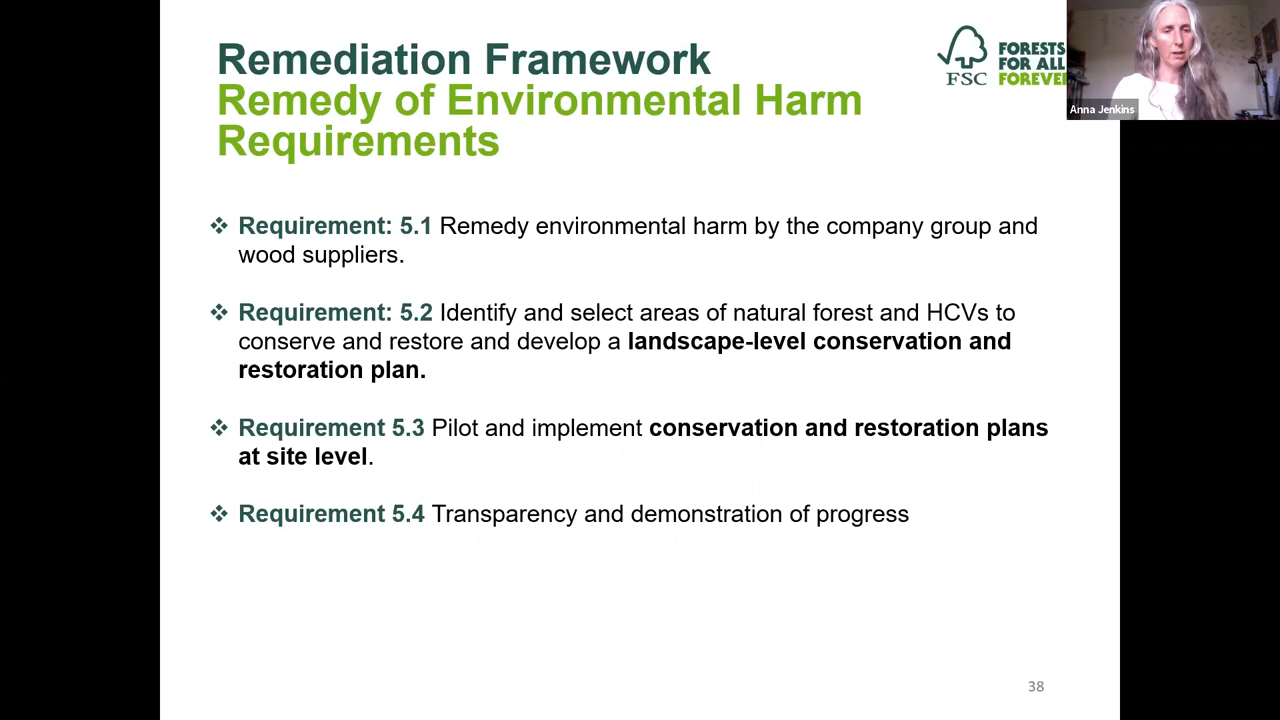 Remediation Framework
Remedy of Environmental Harm
Requirements
FSC
FORESTS
FOR ALL
FOREVER
Anna Jenkins
❖ Requirement: 5.1 Remedy environmental harm by the company group and
wood suppliers.
❖ Requirement: 5.2 Identify and select areas of natural forest and HCVs to
conserve and restore and develop a landscape-level conservation and
restoration plan.
❖ Requirement 5.3 Pilot and implement conservation and restoration plans
at site level.
❖ Requirement 5.4 Transparency and demonstration of progress
38